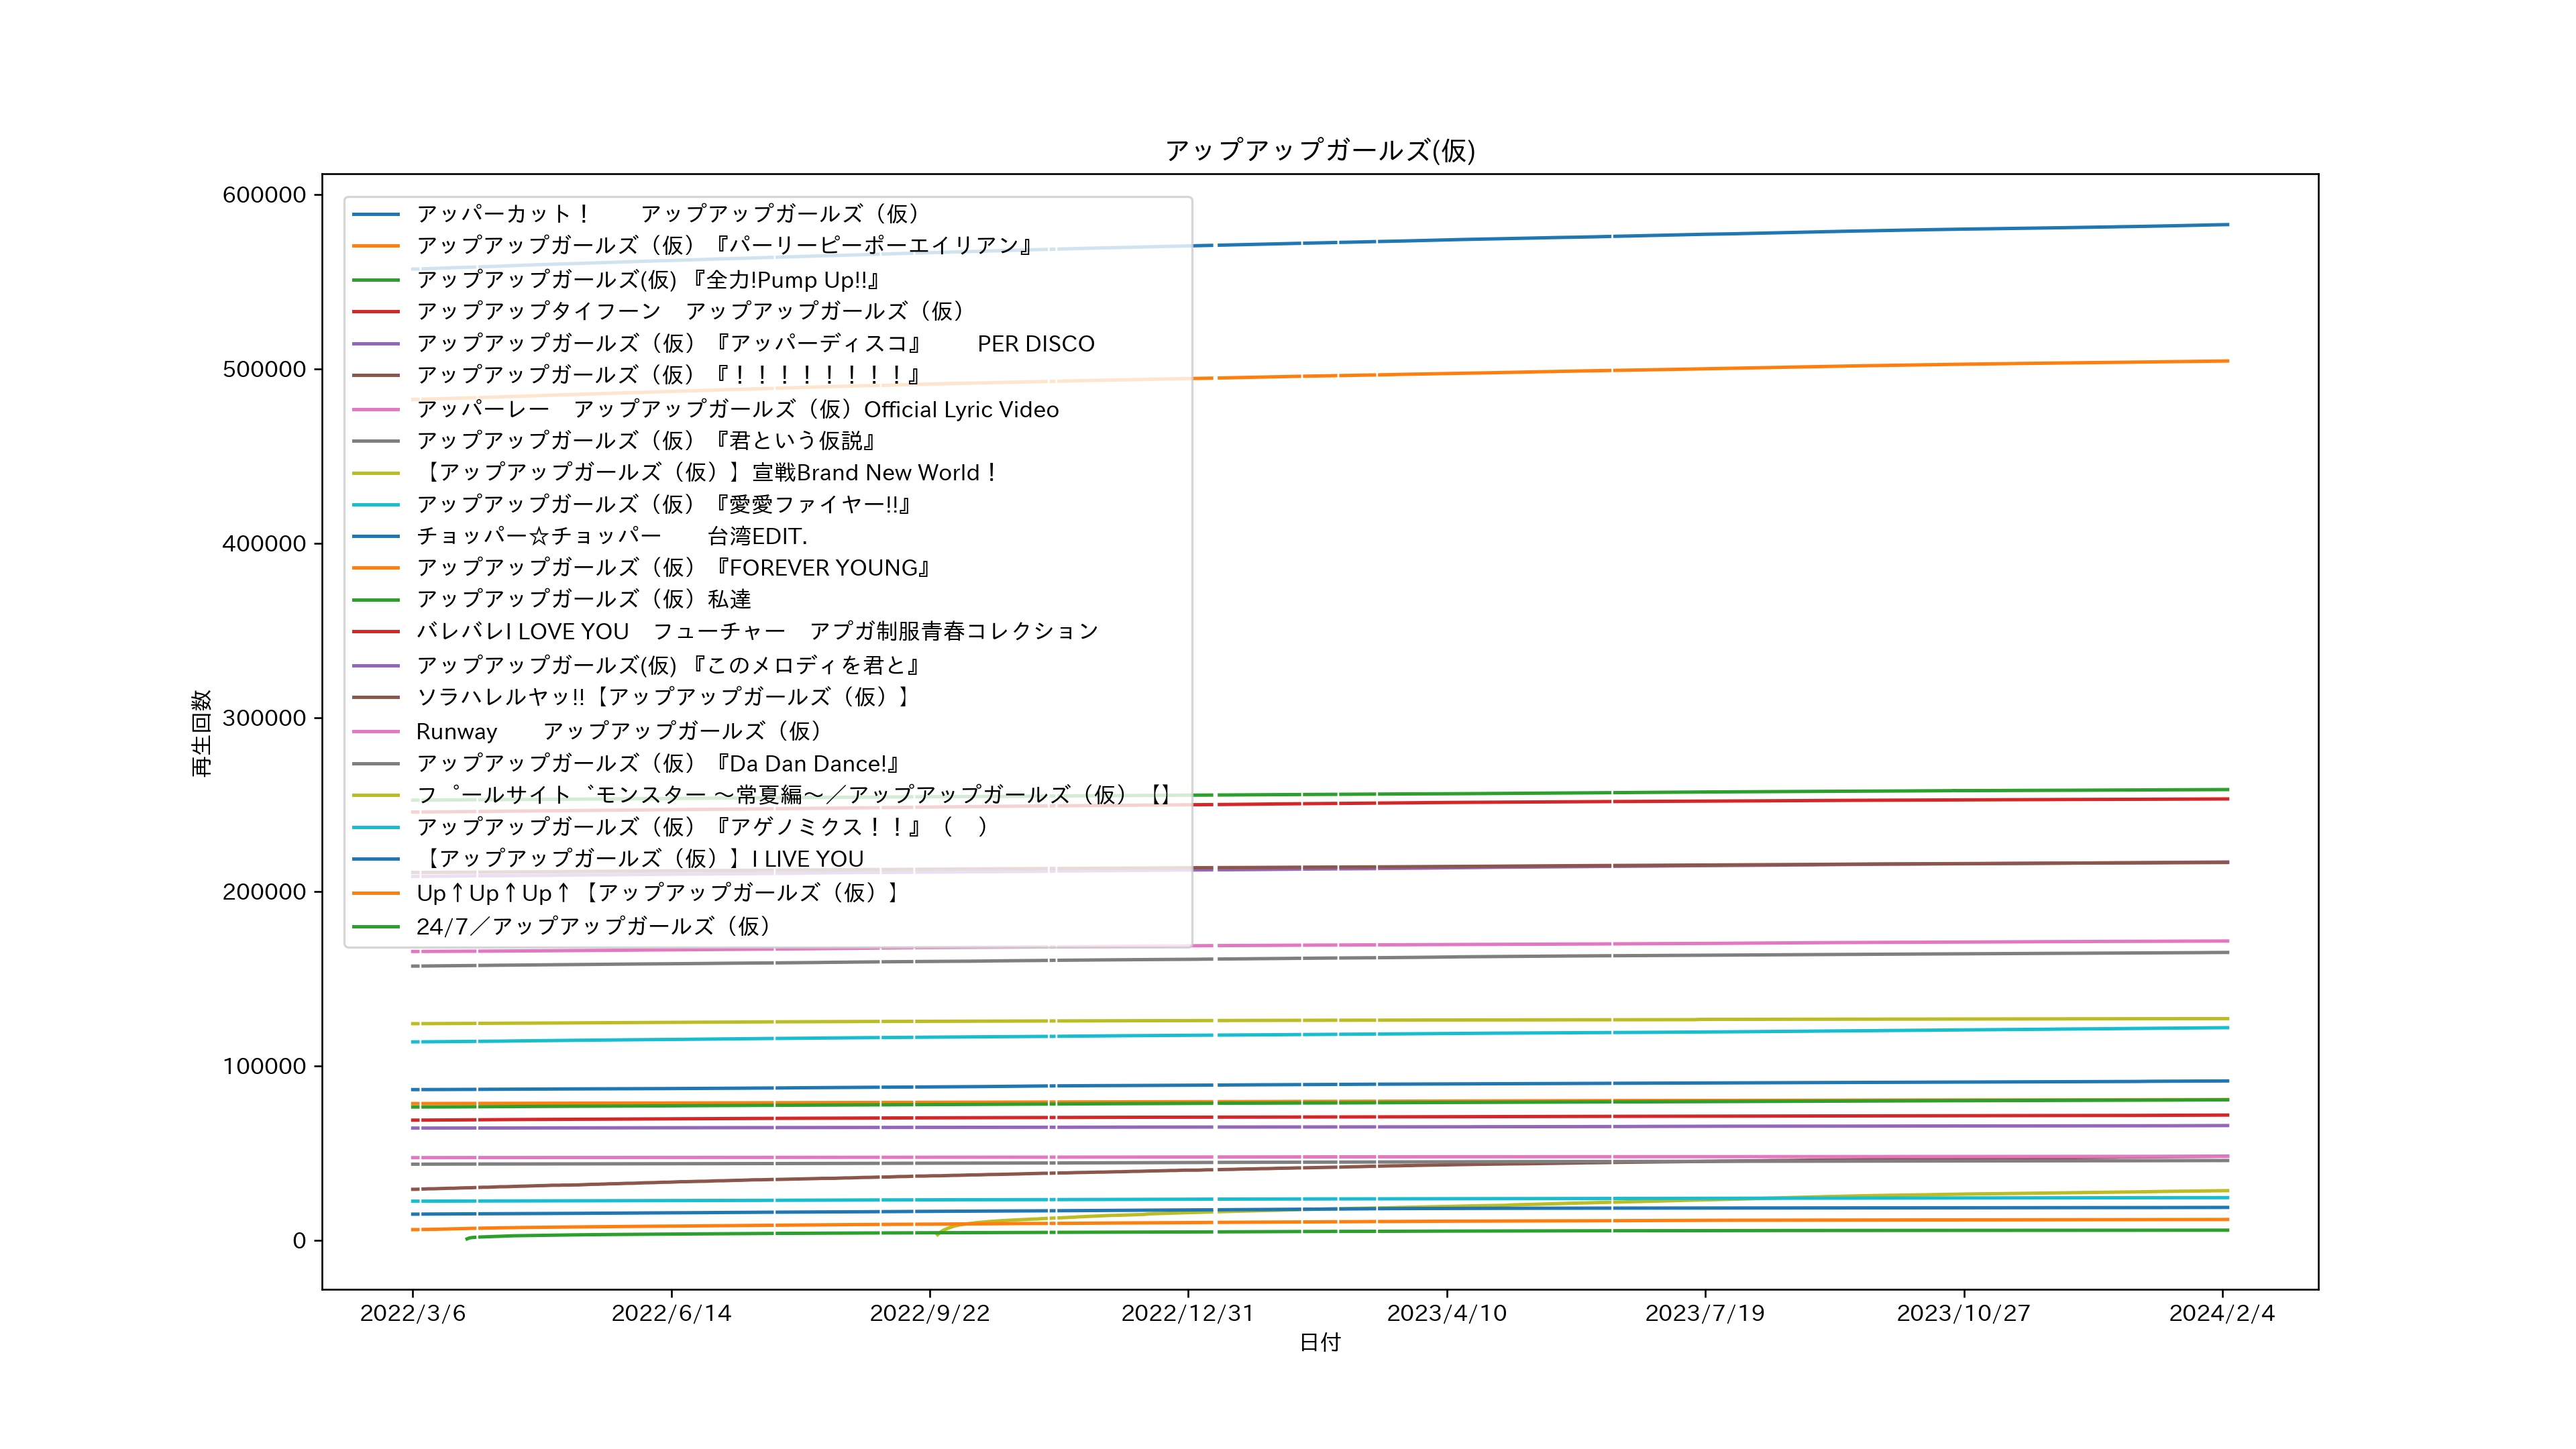 アップアップガールズ(仮)
600000
500000
400000
300000
200000
100000
0
再生回数
アッパーカット！　　アップアップガールズ（仮）
アップアップガールズ（仮）『パーリーピーポーエイリアン』
アップアップガールズ(仮) 『全力!Pump Up!!』
アップアップタイフーン　アップアップガールズ（仮）
アップアップガールズ（仮）『アッパーディスコ』　　PER DISCO
アップアップガールズ（仮）『！！！！！！！！』
アッパーレー　アップアップガールズ（仮）Official Lyric Video
アップアップガールズ（仮）『君という仮説』
【アップアップガールズ（仮）】宣戦Brand New World！
アップアップガールズ（仮）『愛愛ファイヤー!!』
チョッパー☆チョッパー　　台湾EDIT.
アップアップガールズ（仮）『FOREVER YOUNG』
アップアップガールズ（仮）私達
バレバレI LOVE YOU　フューチャー　アプガ制服青春コレクション
アップアップガールズ(仮) 『このメロディを君と』
ソラハレルヤッ!!【アップアップガールズ（仮）】
Runway　　アップアップガールズ（仮）
アップアップガールズ（仮）『Da Dan Dance!』
フ゜ールサイト゛モンスター 〜常夏編〜／アップアップガールズ（仮）【】
アップアップガールズ（仮）『アゲノミクス！！』（　）
【アップアップガールズ（仮）】I LIVE YOU
Up↑Up↑Up↑【アップアップガールズ（仮）】
24/7／アップアップガールズ（仮）
2022/3/6
2022/6/14
2022/9/22
2022/12/31
2023/4/10
2023/7/19
2023/10/27
2024/2/4
日付